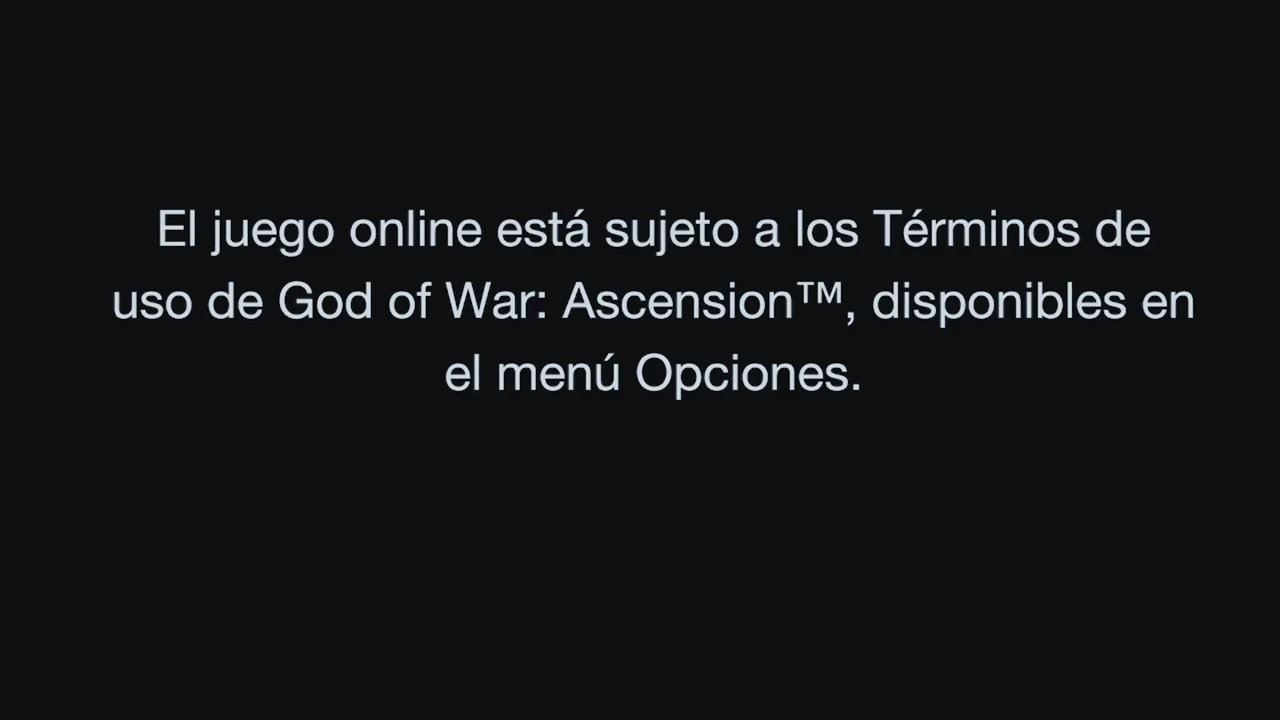 El juego online está sujeto a los Términos de
uso de God of War: Ascension™, disponibles en
el menú Opciones.